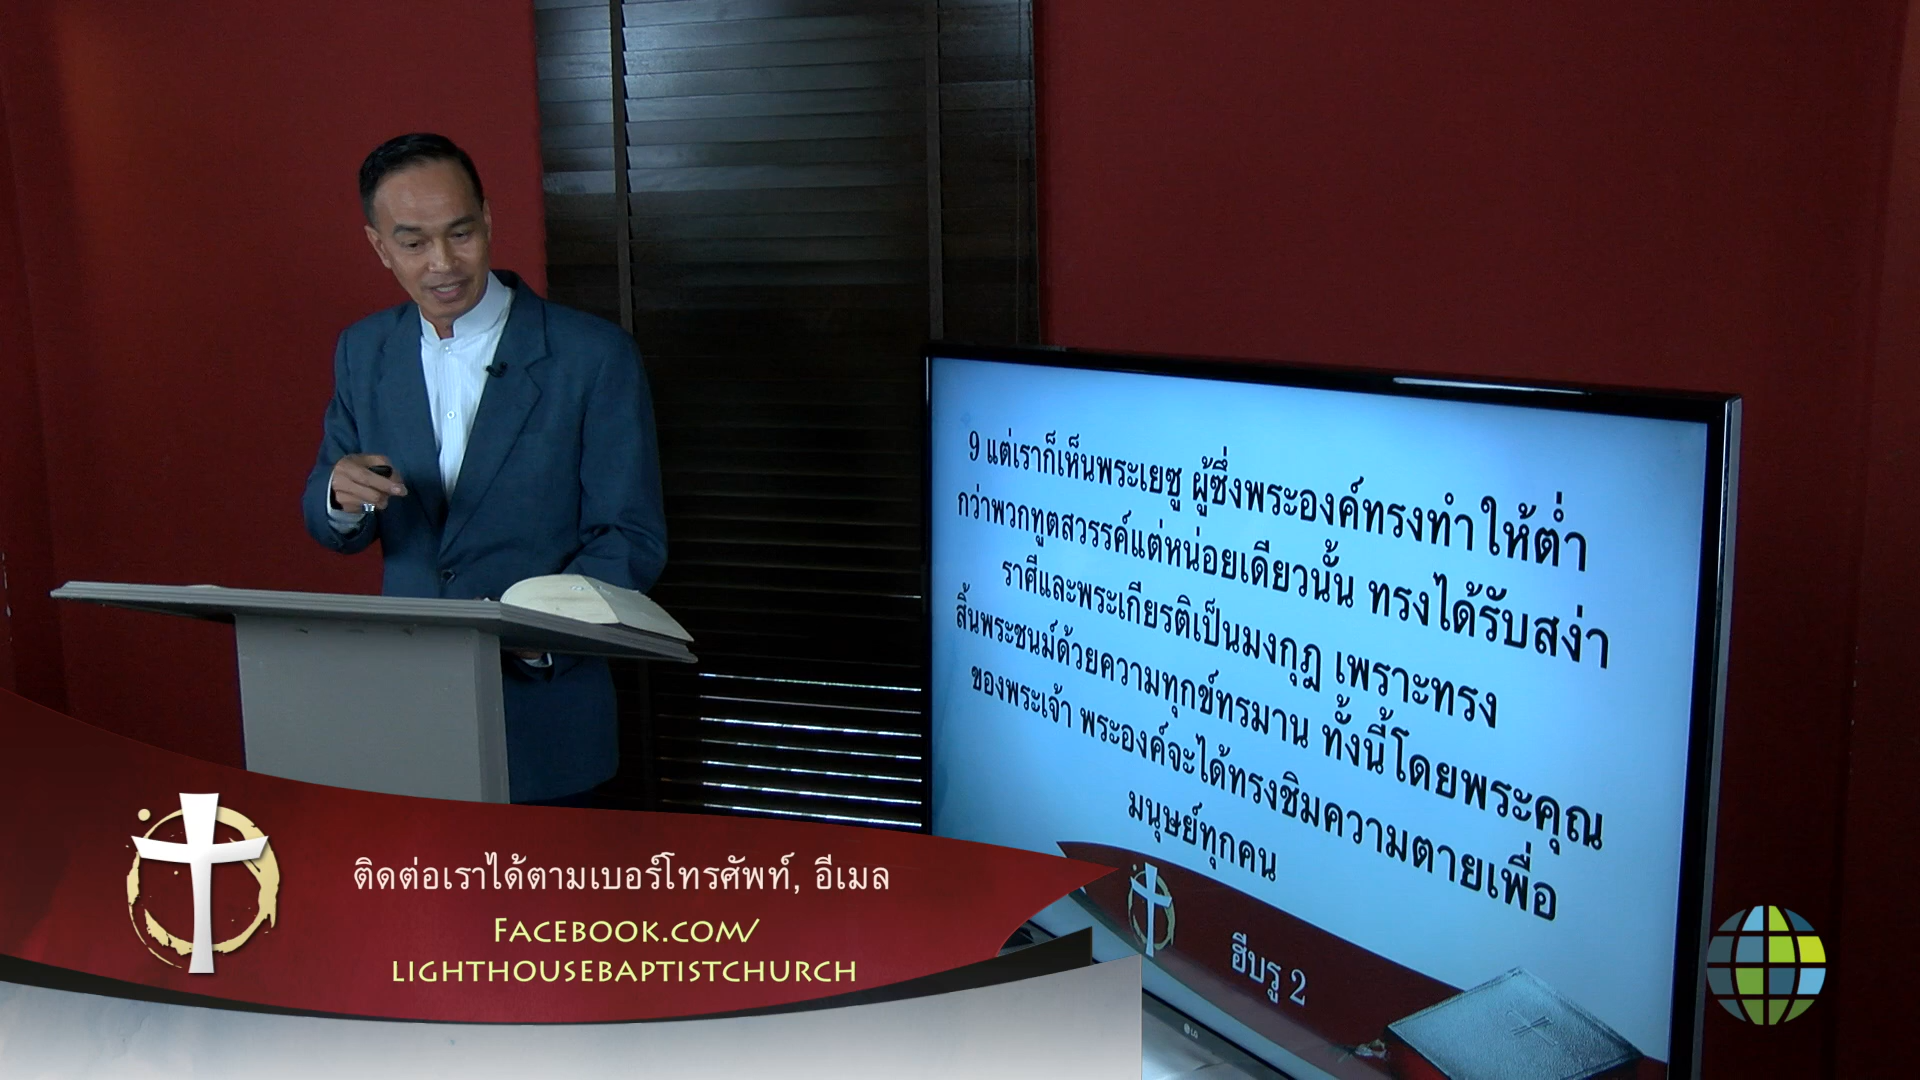 9 แต่เราก็เห็นพระเยซู ผู้ซึ่งพระองค์ทรงทำให้ต่ำ
กว่าพวกทูตสวรรค์แต่หน่อยเดียวนั้น ทรงได้รับสง่า
ราศีและพระเกียรติเป็นมงกุฎ เพราะทรง
สิ้นพระชนม์ด้วยความทุกข์ทรมาน ทั้งนี้โดยพระคุณ
ของพระเจ้า พระองค์จะได้ทรงชิมความตายเพื่อ
มนุษย์ทุกคน
ฮีบรู 2
LG
ติดต่อเราได้ตามเบอร์โทรศัพท์, อีเมล
FACEBOOK.COM/
LIGHTHOUSEBAPTISTCHURCH